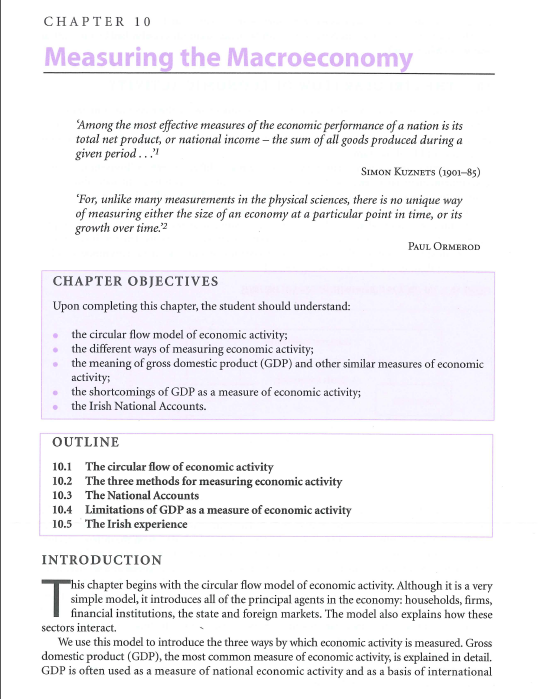 CHAPTER 10
Measuring the Macroeconomy
‘Among the most effective measures of the economic performance of a nation is its
total net product, or national income – the sum of all goods produced during a
given period . . .’1
SIMON KUZNETS (1901–85)
‘For, unlike many measurements in the physical sciences, there is no unique way
of measuring either the size of an economy at a particular point in time, or its
growth over time.’2
PAUL ORMEROD
CHAPTER OBJECTIVES
Upon completing this chapter, the student should understand:
• the circular flow model of economic activity;
• the different ways of measuring economic activity;
• the meaning of gross domestic product (GDP) and other similar measures of economic
activity;
• the shortcomings of GDP as a measure of economic activity;
• the Irish National Accounts.
OUTLINE
10.1 The circular flow of economic activity
10.2 The three methods for measuring economic activity
10.3 The National Accounts
10.4 Limitations of GDP as a measure of economic activity
10.5 The Irish experience
INTRODUCTION
This chapter begins with the circular flow model of economic activity. Although it is a very
simple model, it introduces all of the principal agents in the economy: households, firms,
financial institutions, the state and foreign markets. The model also explains how these
sectors interact.
We use this model to introduce the three ways by which economic activity is measured. Gross
domestic product (GDP), the most common measure of economic activity, is explained in detail.
GDP is often used as a measure of national economic activity and as a basis of international